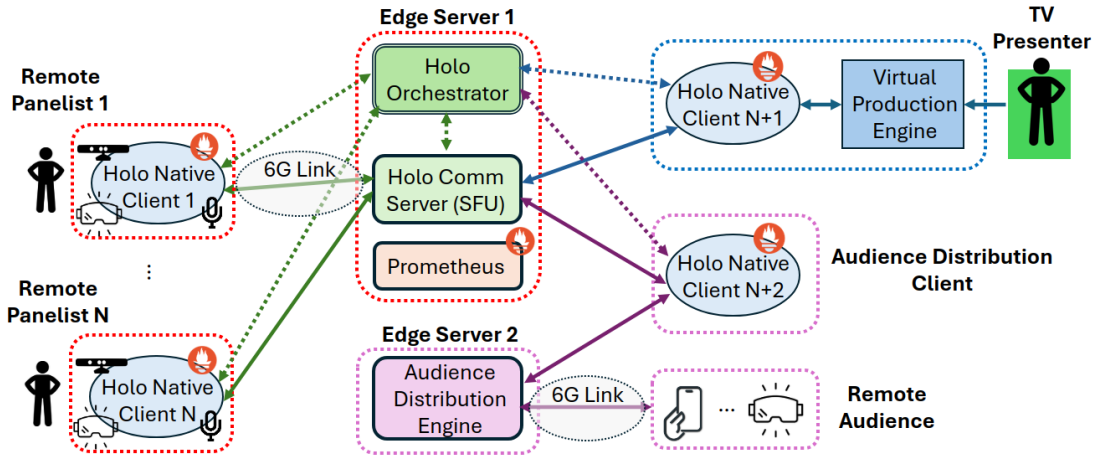 Edge Server 1
TV
Presenter
Remote
Panelist 1
Holo
Orchestrator
Holo Native
Client N+1
Virtual
Production
Engine
6G Link
Holo Native
Client 1
Holo Comm
Server (SFU)
Prometheus
...
Holo Native
Client N+2
Audience Distribution
Client
Remote
Panelist N
Edge Server 2
Holo Native
Client N
Audience
Distribution
Engine
6G Link
...
Remote
Audience